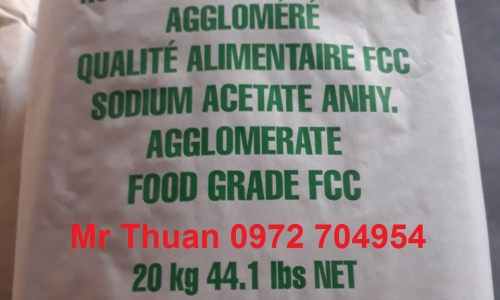 AGGLOMÉRÉ
QUALITÉ ALIMENTAIRE FCC
SODIUM ACETATE ANHY.
AGGLOMERATE
FOOD GRADE FCC
Mr Thuan 0972 704954
20 kg 44.1 lbs NET